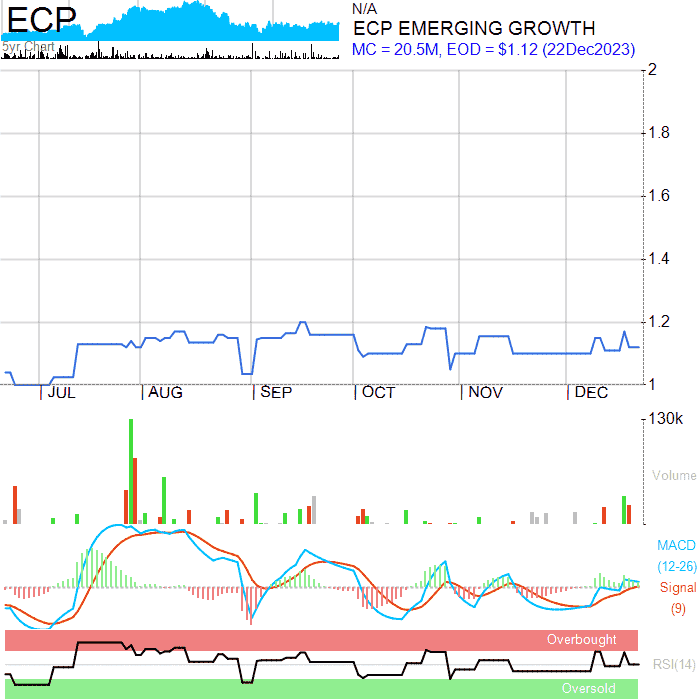 ECP
5yr Chart
N/A
ECP EMERGING GROWTH
MC = 20.5M, EOD = $1.12 (22Dec2023)
2
1.8
1.6
1.4
1.2
1
JUL AUG SEP OCT NOV DEC
130k
Volume
MACD
(12-26)
Signal
(9)
Overbought
RSI(14)
Oversold